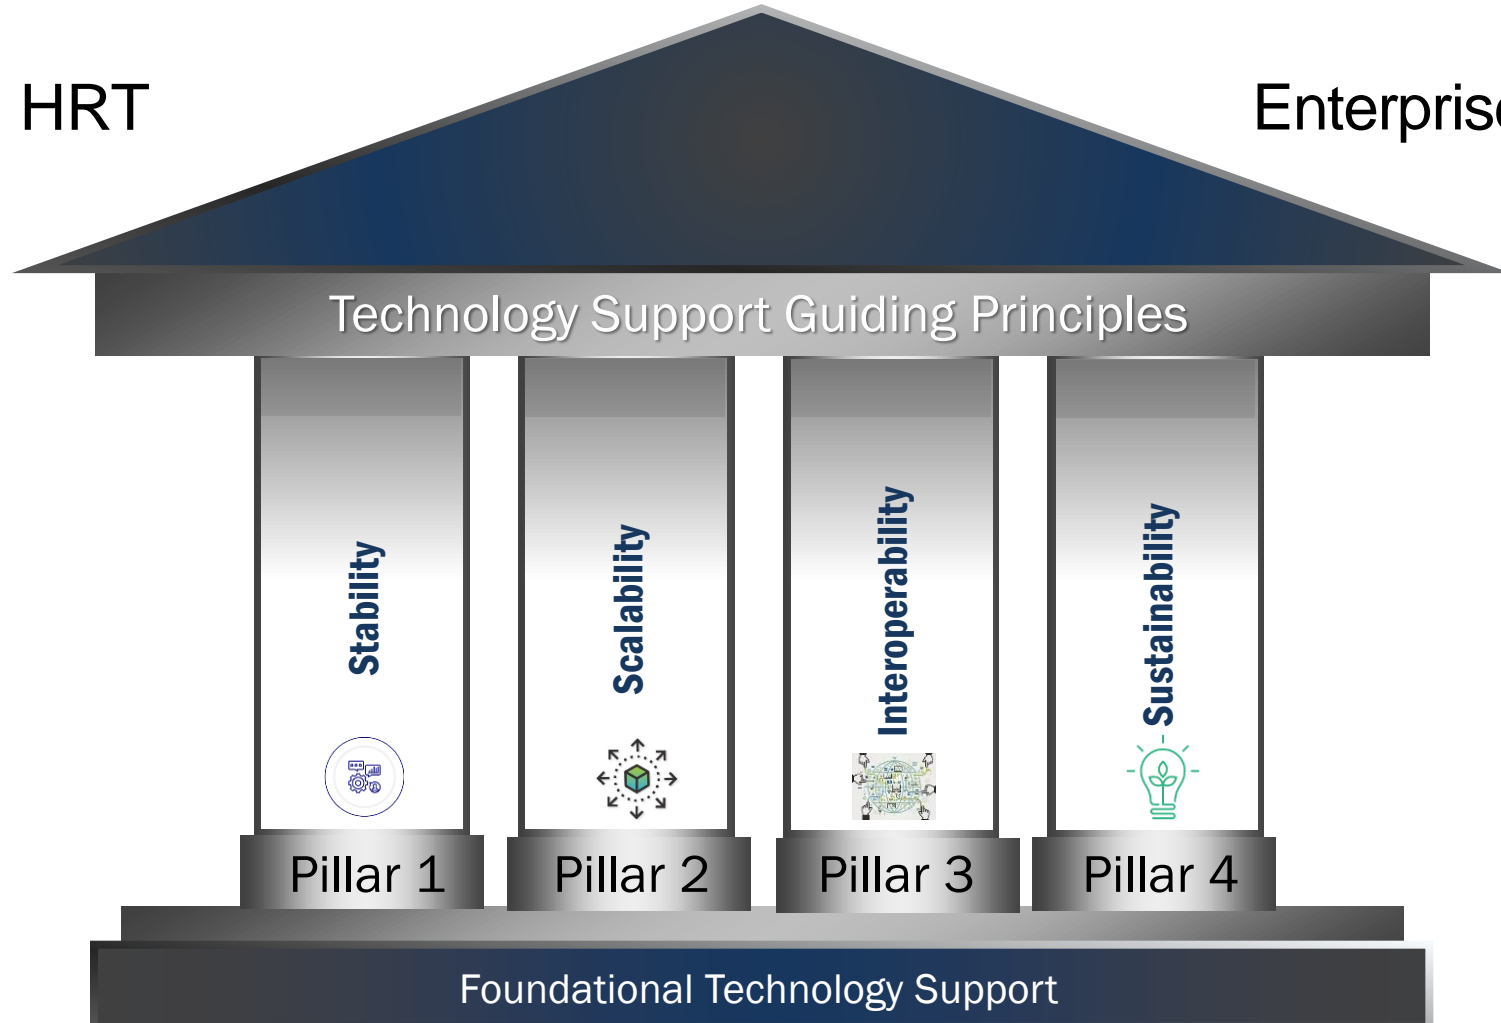 HRT
Enterprise
Technology Support Guiding Principles
Stability
Scalability
Interoperability
Sustainability
Pillar 1
Pillar 2
Pillar 3
Pillar 4
Foundational Technology Support